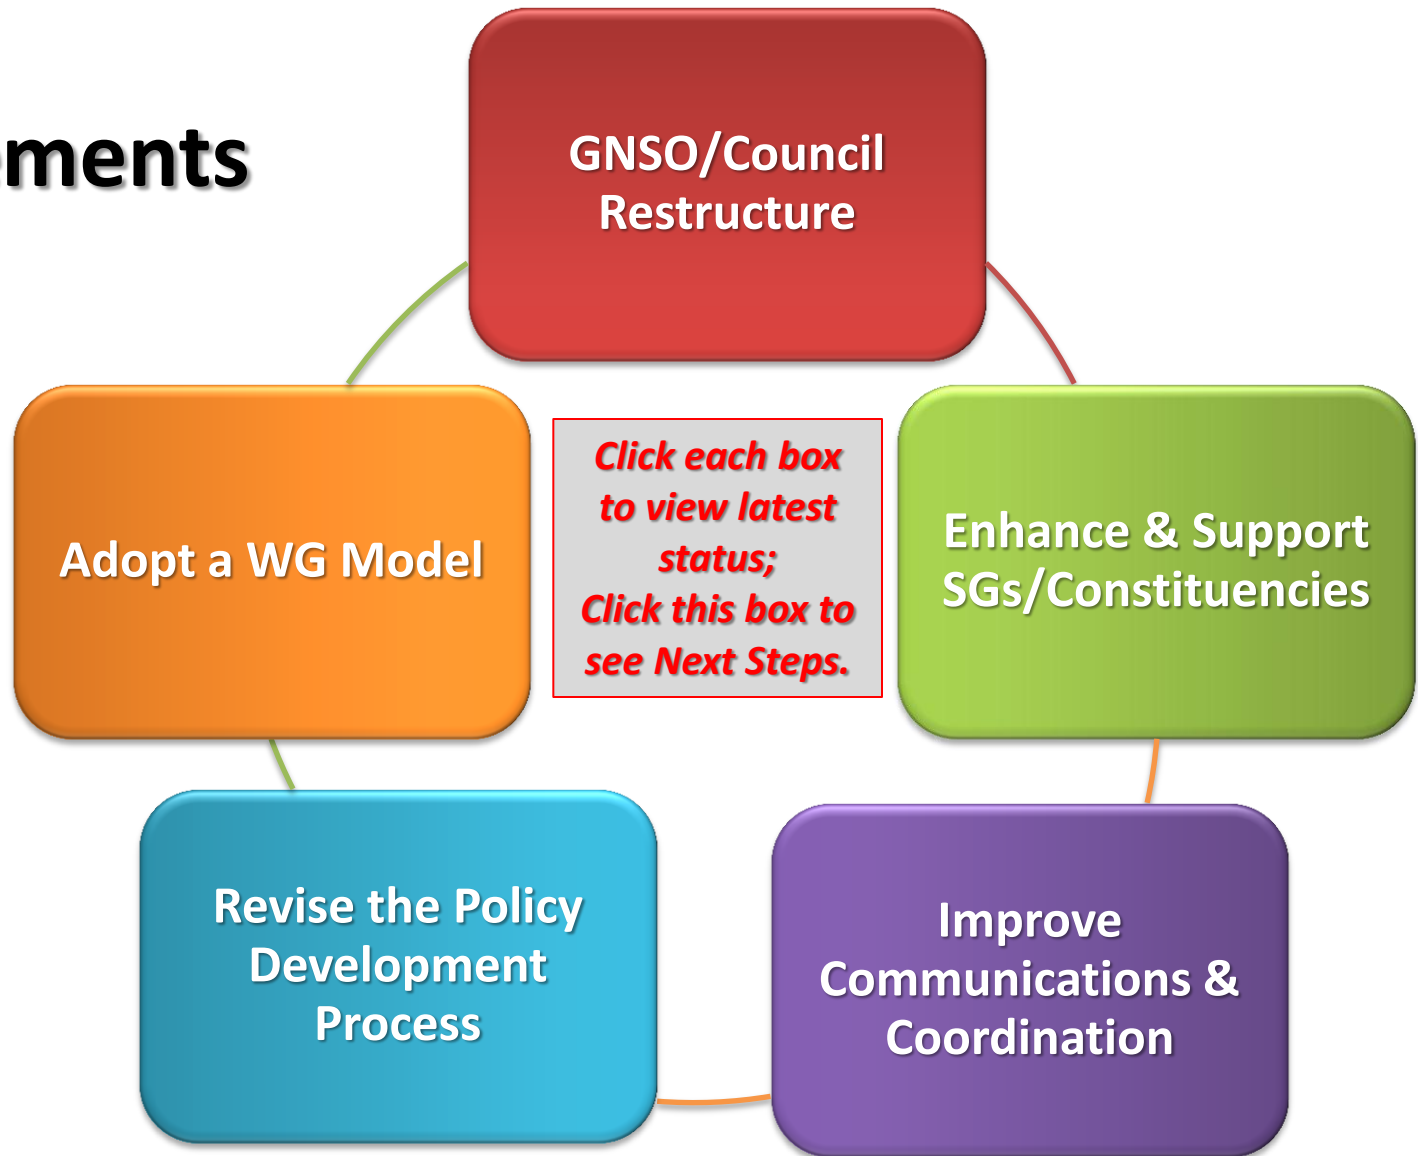 ements
GNSO/Council
Restructure
Adopt a WG Model
Click each box
to view latest
status;
Click this box to
see Next Steps.
Enhance & Support
SGs/Constituencies
Revise the Policy
Development
Process
Improve
Communications &
Coordination